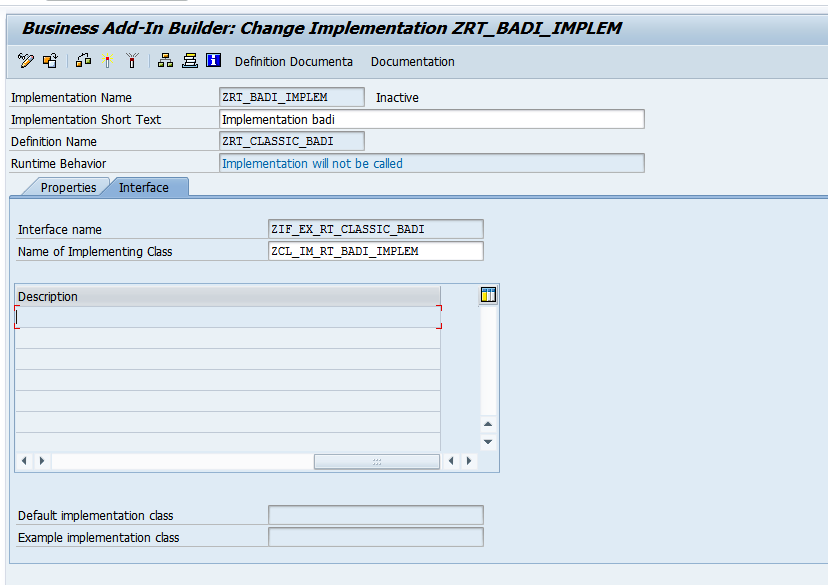 Business Add-In Builder: Change Implementation ZRT_BADI_IMPLEM
Definition Documenta Documentation
Implementation Name ZRT_BADI_IMPLEM Inactive
Implementation Short Text Implementation badi
Definition Name ZRT_CLASSIC_BADI
Runtime Behavior Implementation will not be called
Properties Interface
Interface name ZIF_EX_RT_CLASSIC_BADI
Name of Implementing Class ZCL_IM_RT_BADI_IMPLEM
Description
Default implementation class
Example implementation class